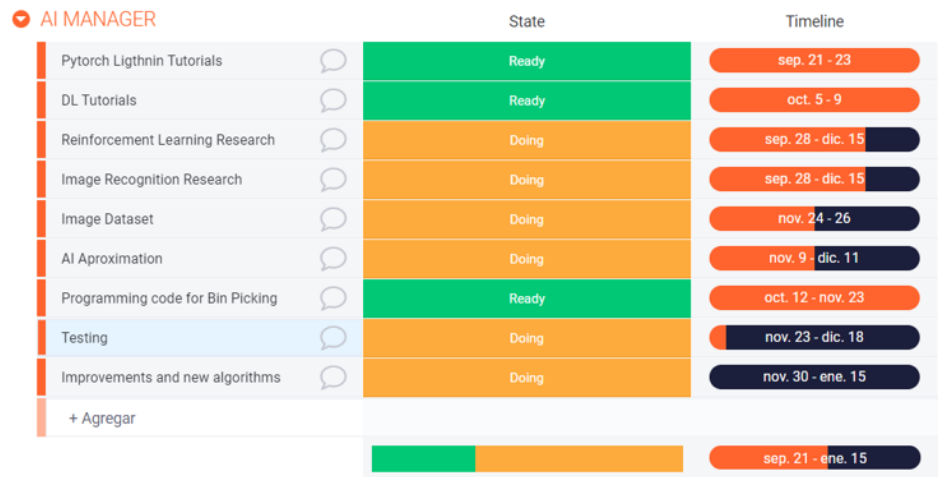 AI MANAGER State Timeline
Pytorch Ligthnin Tutorials Ready sep. 21 - 23
DL Tutorials Ready oct. 5 - 9
Reinforcement Learning Research Doing sep. 28 - dic. 15
Image Recognition Research Doing sep. 28 - dic. 15
Image Dataset Doing nov. 24 - 26
AI Aproximation Doing nov. 9 - dic. 11
Programming code for Bin Picking Ready oct. 12 - nov. 23
Testing Doing nov. 23 - dic. 18
Improvements and new algorithms Doing nov. 30 - ene. 15
+ Agregar
sep. 21 - ene. 15